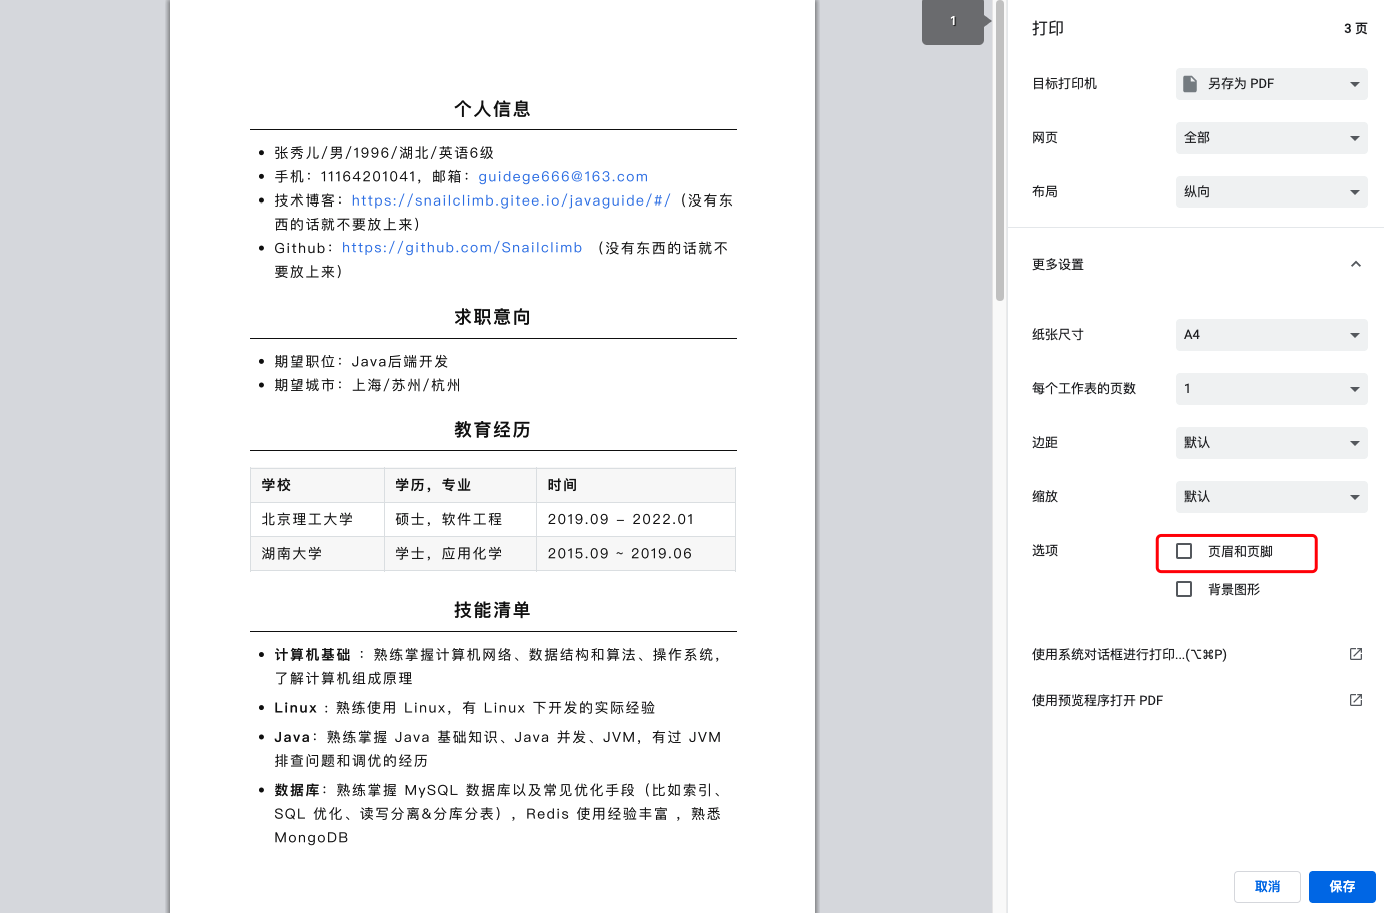 个人信息
张秀儿/男/1996/湖北/英语6级
手机：11164201041，邮箱：guidege666@163.com
技术博客：https://snailclimb.gitee.io/javaguide/#/（没有东
西的话就不要放上来）
Github：https://github.com/Snailclimb （没有东西的话就不
要放上来）
求职意向
期望职位：Java后端开发
期望城市：上海/苏州/杭州
教育经历
学校 学历，专业 时间
北京理工大学 硕士，软件工程 2019.09 – 2022.01
湖南大学 学士，应用化学 2015.09 ~ 2019.06
技能清单
计算机基础 ：熟练掌握计算机网络、数据结构和算法、操作系统，
了解计算机组成原理
Linux ：熟练使用 Linux，有 Linux 下开发的实际经验
Java：熟练掌握 Java 基础知识、Java 并发、JVM，有过 JVM
排查问题和调优的经历
数据库：熟练掌握 MySQL 数据库以及常见优化手段（比如索引、
SQL 优化、读写分离&分库分表），Redis 使用经验丰富 ，熟悉
MongoDB
1
打印 3 页
目标打印机 另存为 PDF
网页 全部
布局 纵向
更多设置
纸张尺寸 A4
每个工作表的页数 1
边距 默认
缩放 默认
选项 页眉和页脚
背景图形
使用系统对话框进行打印...(⌥⌘P)
使用预览程序打开 PDF
取消 保存